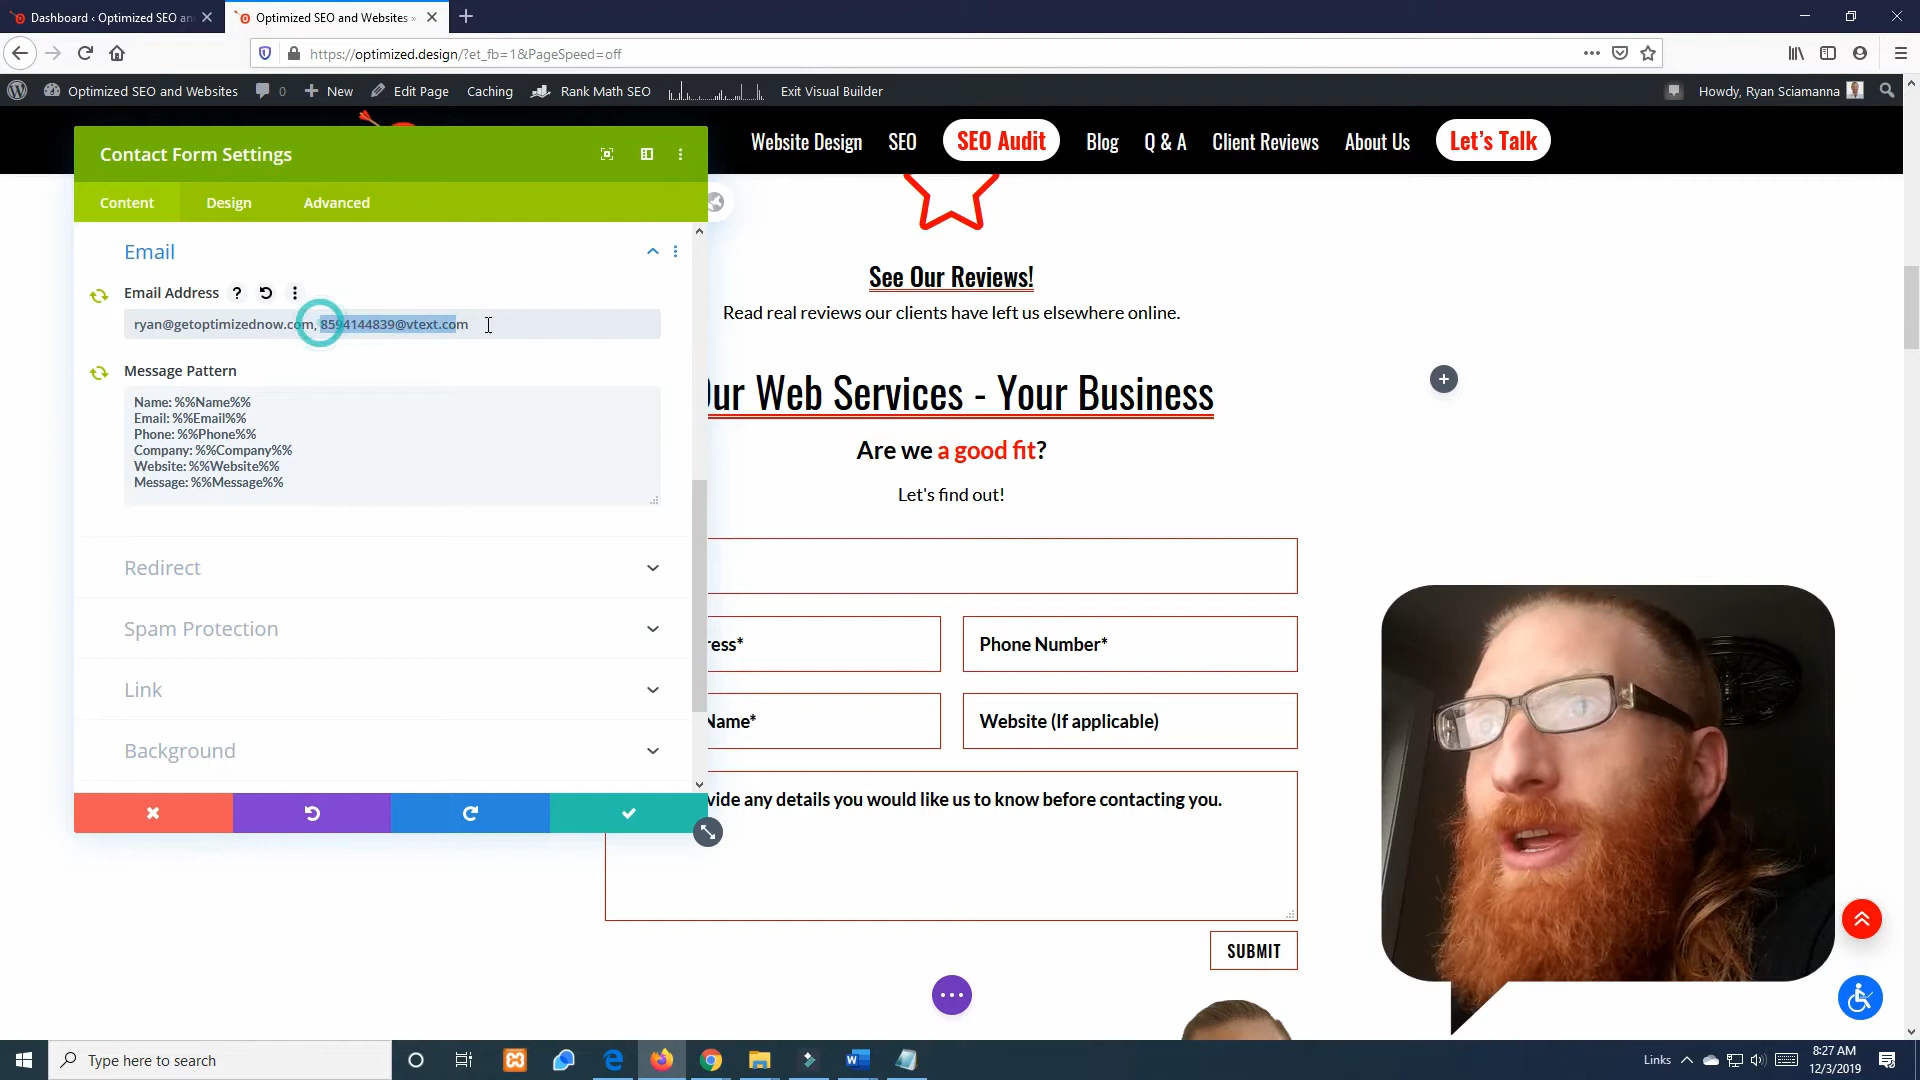 Dashboard ‹ Optimized SEO an
Optimized SEO and Websites »
https://optimized.design/?et_fb=1&PageSpeed=off
Optimized SEO and Websites
0
New
Edit Page
Caching
Rank Math SEO
Exit Visual Builder
Howdy, Ryan Sciamanna
Website Design
SEO
SEO Audit
Blog
Q & A
Client Reviews
About Us
Let's Talk
Contact Form Settings
Content
Design
Advanced
Email
Email Address
?
ryan@getoptimizednow.com, 8594144839@vtext.com
Message Pattern
Name: %%Name%%
Email: %%Email%%
Phone: %%Phone%%
Company: %%Company%%
Website: %%Website%%
Message: %%Message%%
Redirect
Spam Protection
Link
Background
See Our Reviews!
Read real reviews our clients have left us elsewhere online.
Our Web Services - Your Business
Are we a good fit?
Let's find out!
ress*
Phone Number*
Name*
Website (If applicable)
vide any details you would like us to know before contacting you.
SUBMIT
Type here to search
Links
8:27 AM
12/3/2019